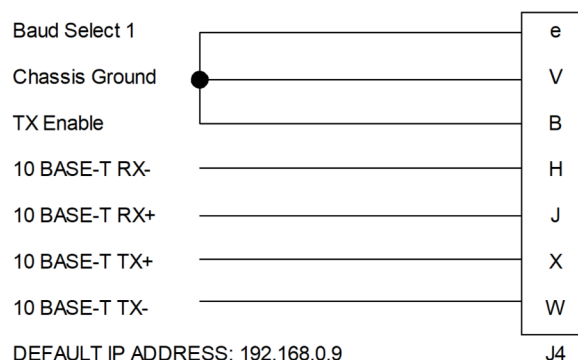 Baud Select 1 e
Chassis Ground V
TX Enable B
10 BASE-T RX- H
10 BASE-T RX+ J
10 BASE-T TX+ X
10 BASE-T TX- W
DEFAULT IP ADDRESS: 192.168.0.9 J4